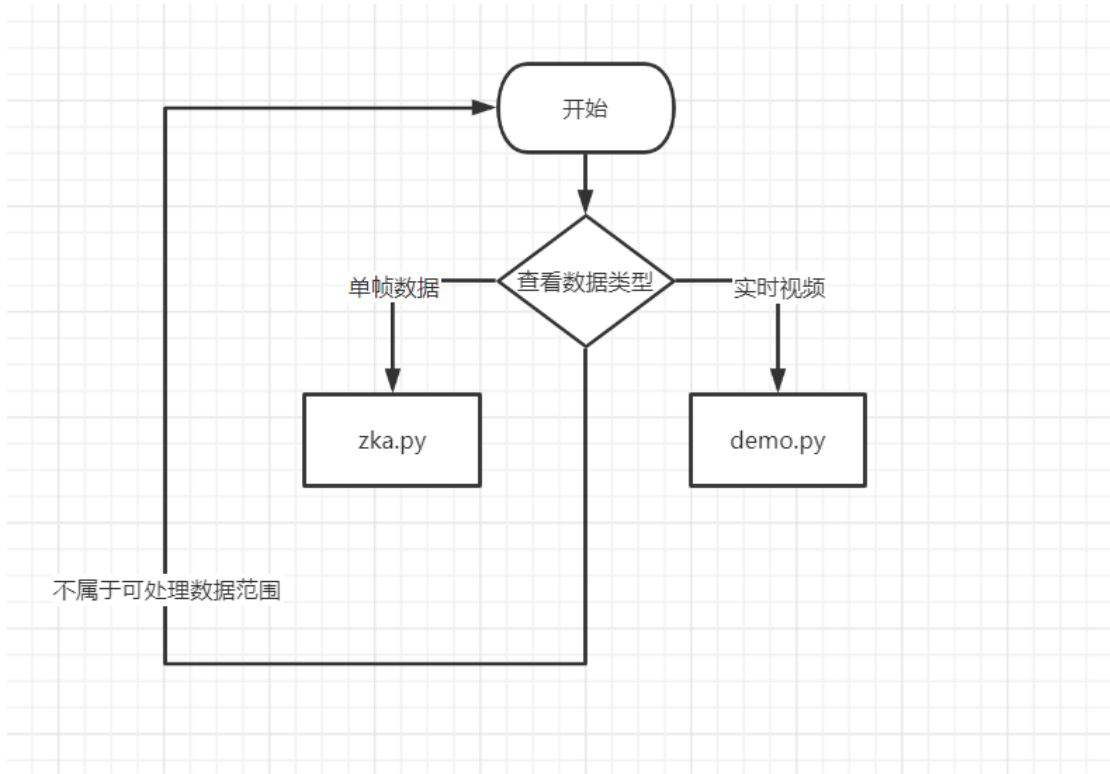 开始
查看数据类型
单帧数据
实时视频
zka.py
demo.py
不属于可处理数据范围